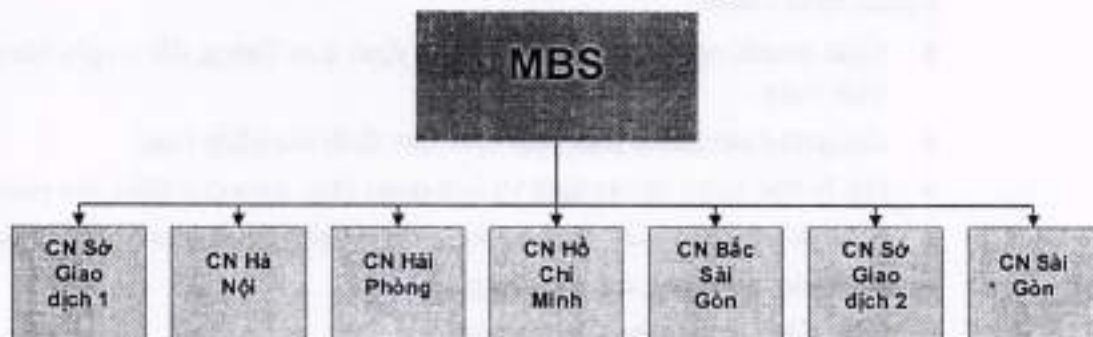 MBS
CN Sở
Giao
dịch 1
CN Hà
Nội
CN Hải
Phòng
CN Hồ
Chí
Minh
CN Bắc
Sài
Gòn
CN Sở
Giao
dịch 2
CN Sài
Gòn